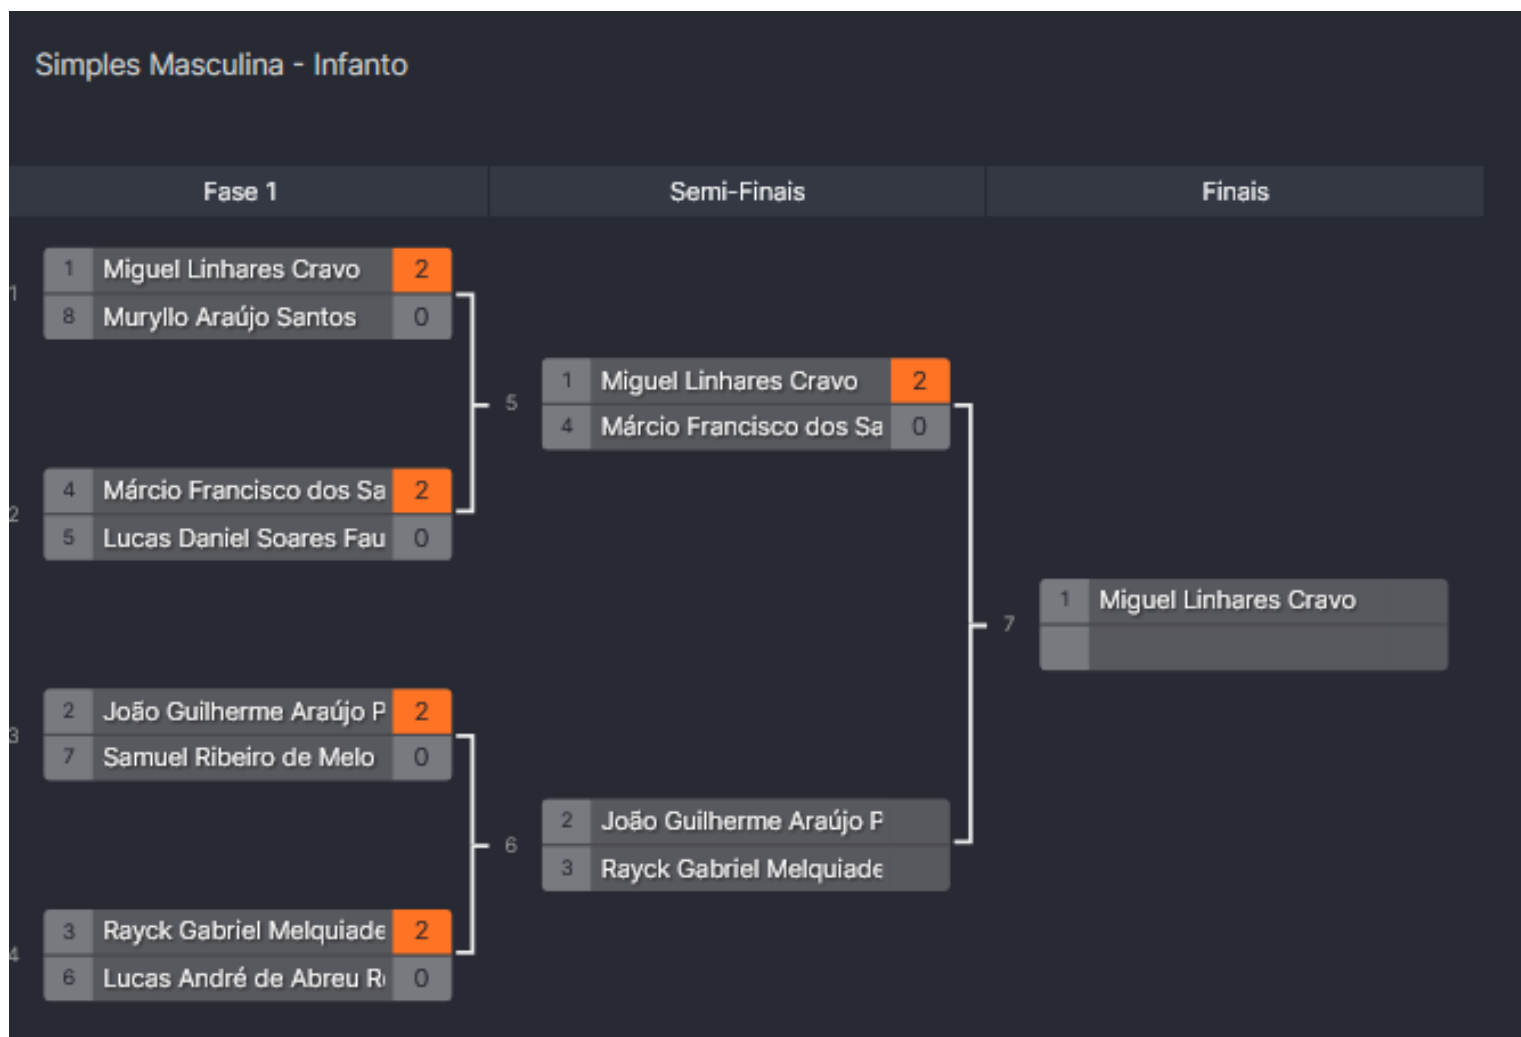 Simples Masculina - Infanto
Fase 1
Semi-Finais
Finais
1
1 Miguel Linhares Cravo 2
8 Muryllo Araújo Santos 0
2
4 Márcio Francisco dos Sa 2
5 Lucas Daniel Soares Fau 0
3
2 João Guilherme Araújo P 2
7 Samuel Ribeiro de Melo 0
4
3 Rayck Gabriel Melquiade 2
6 Lucas André de Abreu R 0
5
1 Miguel Linhares Cravo 2
4 Márcio Francisco dos Sa 0
6
2 João Guilherme Araújo P
3 Rayck Gabriel Melquiade
7
1 Miguel Linhares Cravo